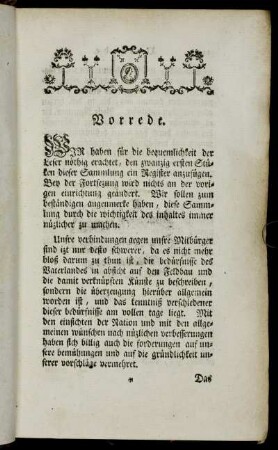 Vorrede.
WIR haben für die bequemlichkeit der
Leser nöthig erachtet, den zwanzig ersten Stü-
ken dieser Sammlung ein Register anzufügen.
Bey der Fortsezung wird nichts an der vori-
gen einrichtung geändert. Wir sollen zum
beständigen augenmerke haben, diese Samm-
lung durch die wichtigkeit des inhaltes immer
nüzlicher zu machen.
Unsre verbindungen gegen unsre Mitbürger
sind izt nur desto schwerer, da es nicht mehr
blos darum zu thun ist, die bedürfnisse des
Vaterlandes in absicht auf den Feldbau und
die damit verknüpften Künste zu beschreiben,
sondern die überzeugung hierüber allgemein
worden ist, und das kenntniß verschiedener
dieser bedürfnisse am vollen tage liegt. Mit
den einsichten der Nation und mit den allge-
meinen wünschen nach nüzlichen verbesserungen
haben sich billig auch die forderungen auf un-
sere bemühungen und auf die gründlichkeit un-
serer vorschläge vermehret.
* Das